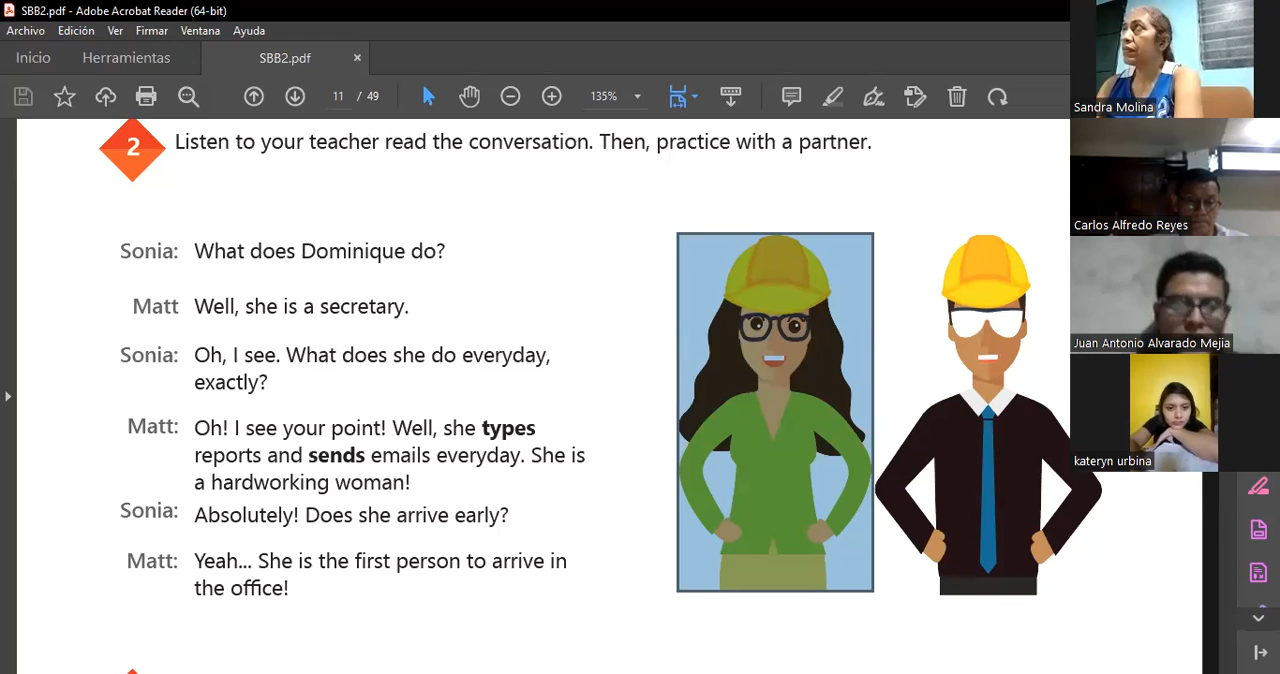 SBB2.pdf - Adobe Acrobat Reader (64-bit)
Archivo Edición Ver Firmar Ventana Ayuda
Inicio Herramientas SBB2.pdf ×
11 / 49 135%
2 Listen to your teacher read the conversation. Then, practice with a partner.
Sonia: What does Dominique do?
Matt Well, she is a secretary.
Sonia: Oh, I see. What does she do everyday,
exactly?
Matt: Oh! I see your point! Well, she types
reports and sends emails everyday. She is
a hardworking woman!
Sonia: Absolutely! Does she arrive early?
Matt: Yeah... She is the first person to arrive in
the office!
Sandra Molina
Carlos Alfredo Reyes
Juan Antonio Alvarado Mejia
kateryn urbina